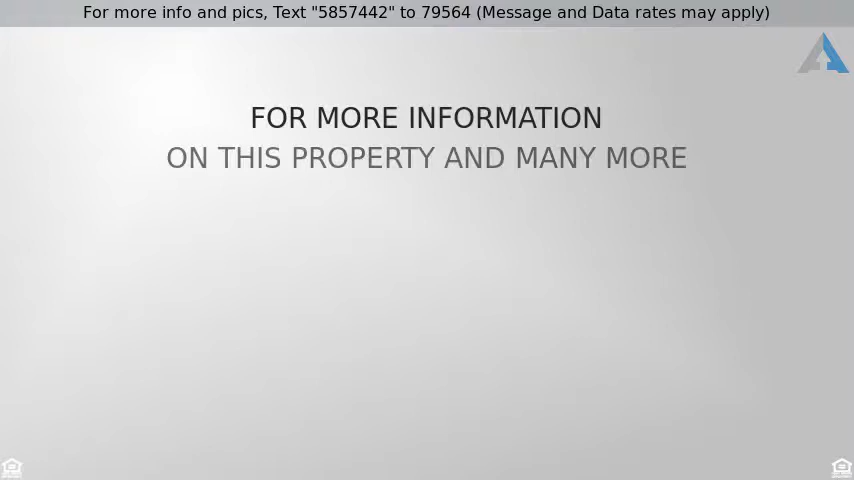 For more info and pics, Text "5857442" to 79564 (Message and Data rates may apply)
FOR MORE INFORMATION
ON THIS PROPERTY AND MANY MORE